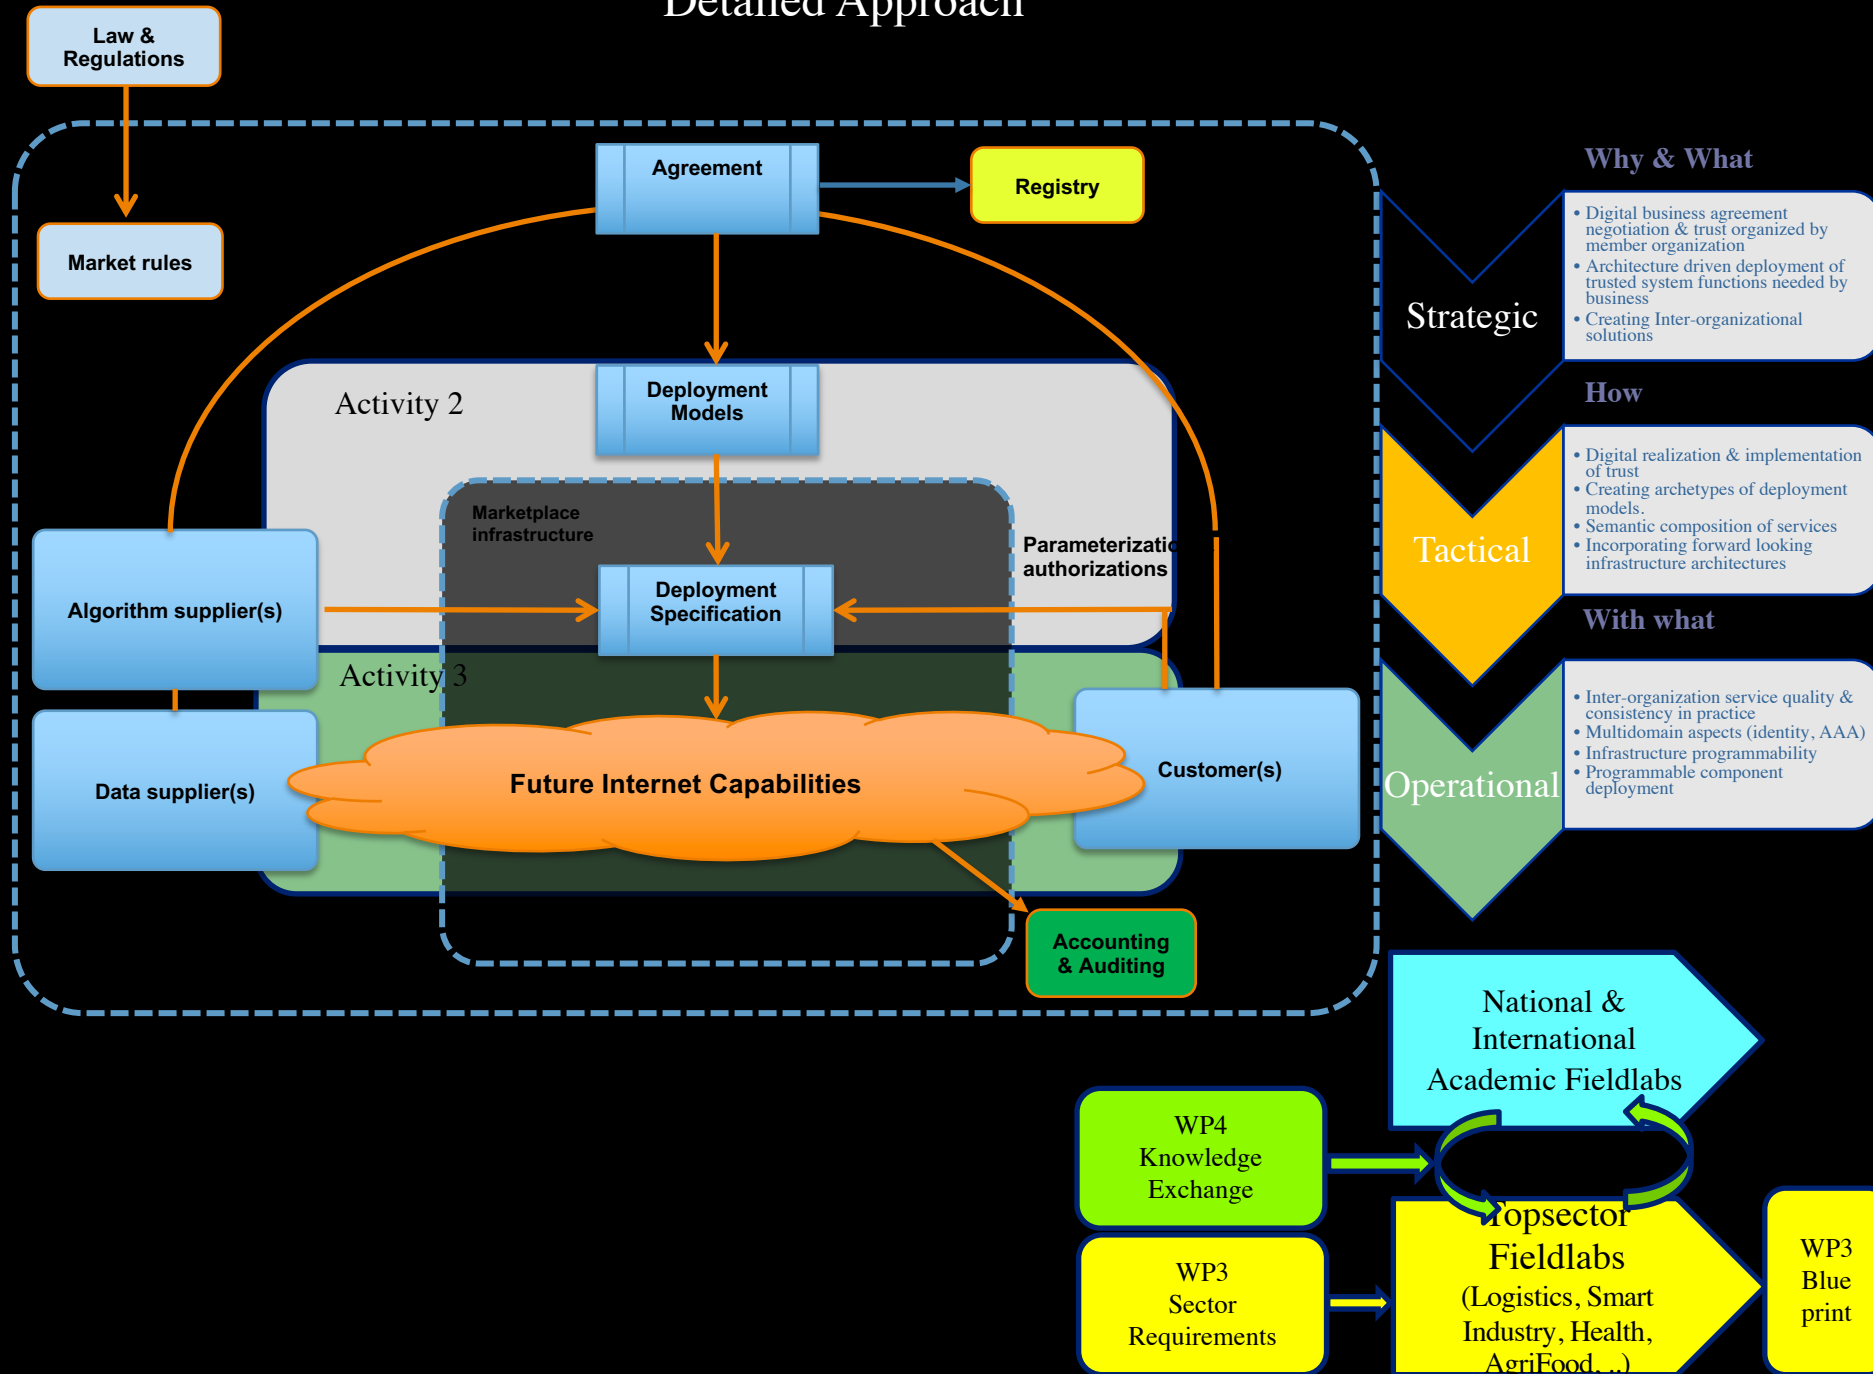 Detailed Approach
Law &
Regulations
Market rules
Agreement
Registry
Activity 2
Deployment
Models
Marketplace
infrastructure
Parameterizatio
authorizations
Algorithm supplier(s)
Deployment
Specification
Activity 3
Data supplier(s)
Future Internet Capabilities
Customer(s)
Accounting
& Auditing
Why & What
Strategic
• Digital business agreement
negotiation & trust organized by
member organization
• Architecture driven deployment of
trusted system functions needed by
business
• Creating Inter-organizational
solutions
How
Tactical
• Digital realization & implementation
of trust
• Creating archetypes of deployment
models.
• Semantic composition of services
• Incorporating forward looking
infrastructure architectures
With what
Operational
• Inter-organization service quality &
consistency in practice
• Multidomain aspects (identity, AAA)
• Infrastructure programmability
• Programmable component
deployment
National &
International
Academic Fieldlabs
WP4
Knowledge
Exchange
WP3
Sector
Requirements
Topsector
Fieldlabs
(Logistics, Smart
Industry, Health,
AgriFood, ..)
WP3
Blue
print